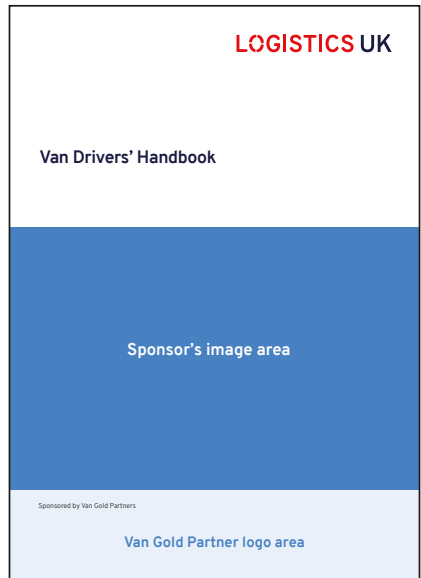 LOGISTICS UK
Van Drivers’ Handbook
Sponsor’s image area
Sponsored by Van Gold Partners
Van Gold Partner logo area